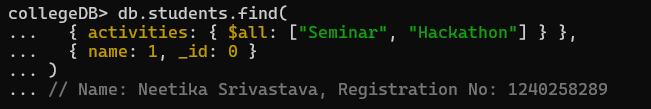 collegeDB> db.students.find(
...   { activities: { $all: ["Seminar", "Hackathon"] } },
...   { name: 1, _id: 0 }
... )
... // Name: Neetika Srivastava, Registration No: 1240258289